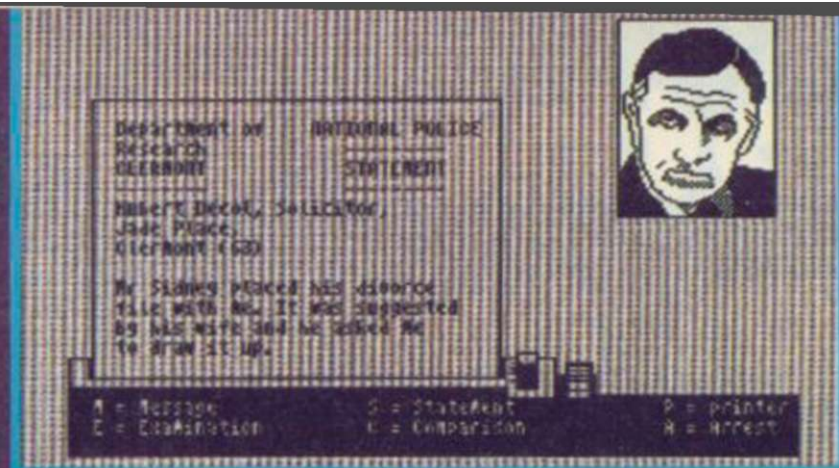 Department of NATIONAL POLICE
Research
CLERMONT STATEMENT
Hubert Decol, Solicitor,
Jade Place,
Clermont (63)
Mr Sidney placed his divorce
file with me. It was suggested
by his wife and he asked me
to draw it up.
M = Message S = Statement P = printer
E = Examination C = Comparison A = Arrest